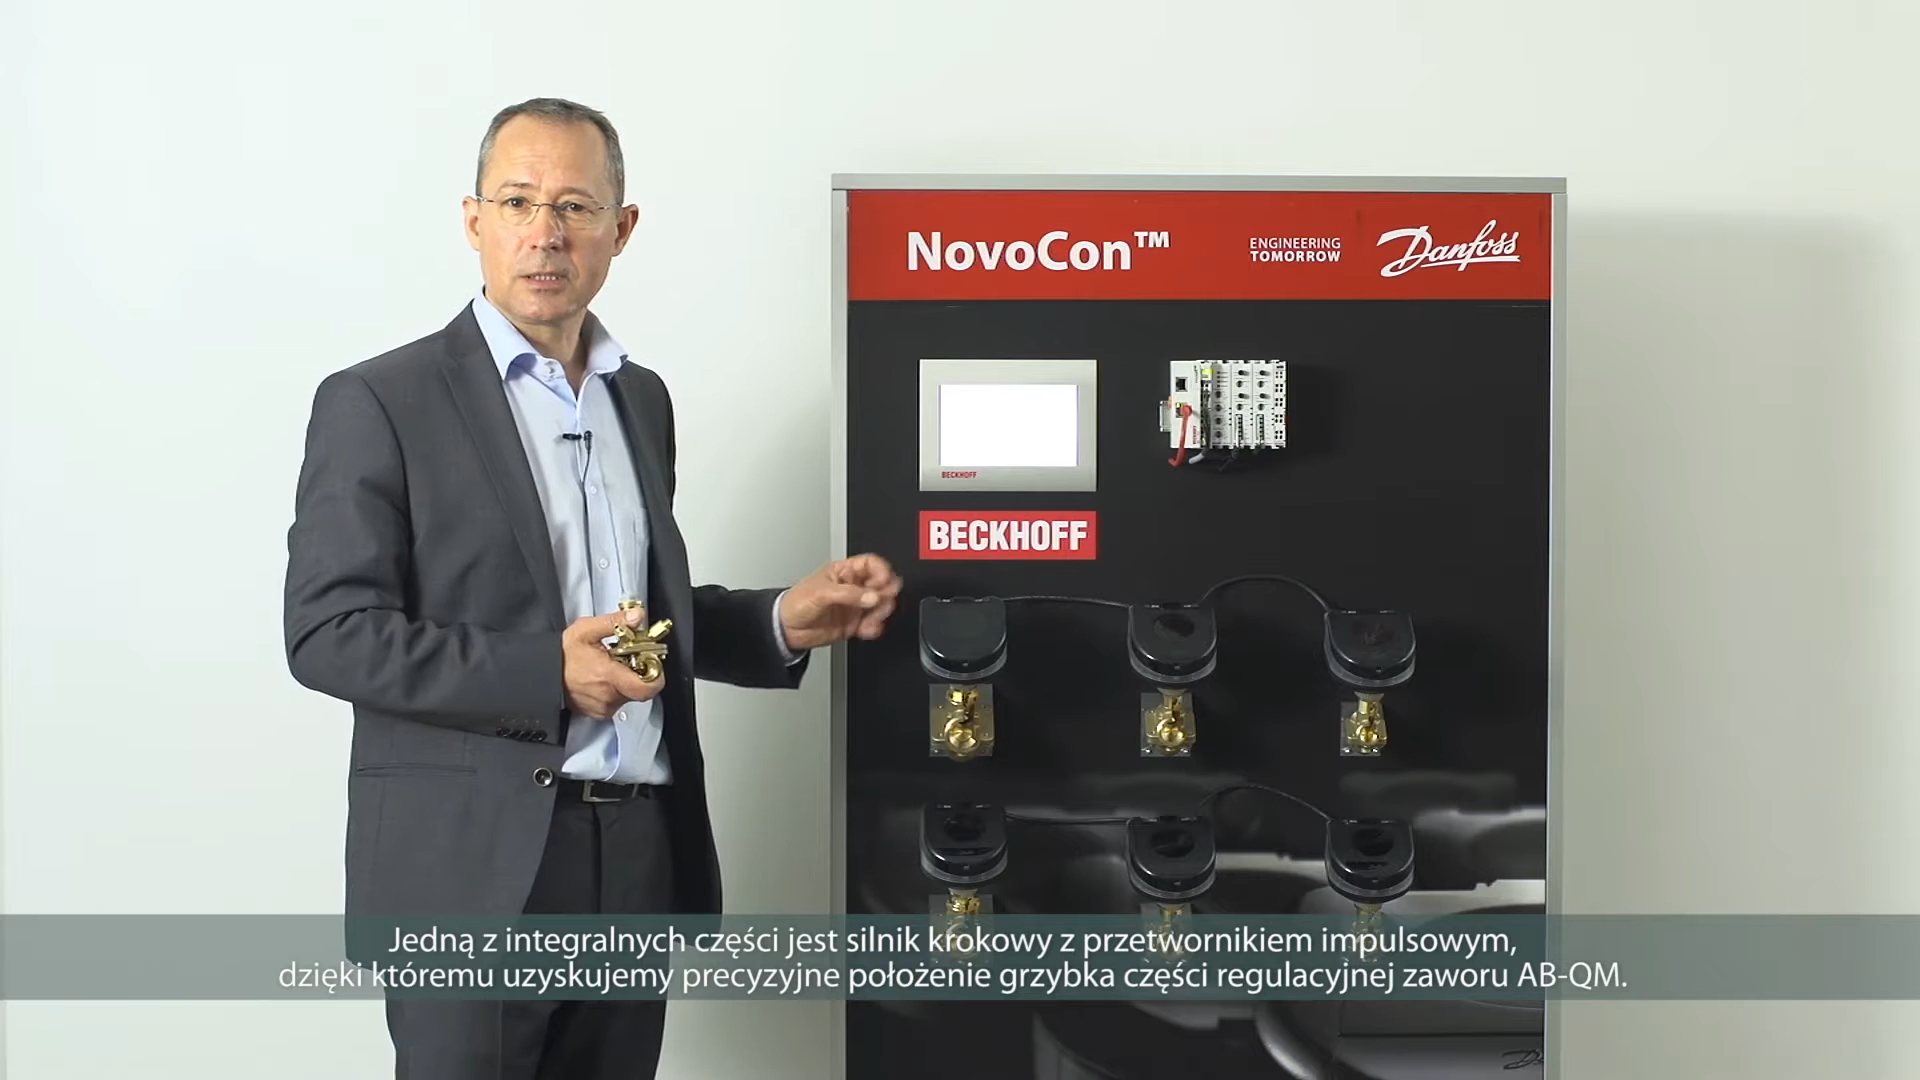 NovoCon™
ENGINEERING
TOMORROW
Danfoss
BECKHOFF
BECKHOFF
Jedną z integralnych części jest silnik krokowy z przetwornikiem impulsowym,
dzięki któremu uzyskujemy precyzyjne położenie grzybka części regulacyjnej zaworu AB-QM.